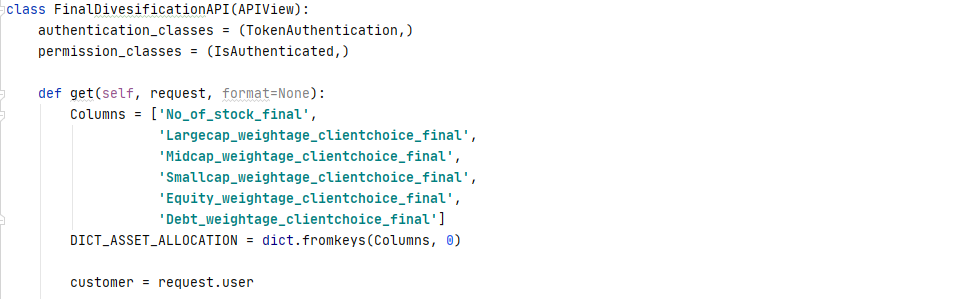 class FinalDivesificationAPI(APIView):
    authentication_classes = (TokenAuthentication,)
    permission_classes = (IsAuthenticated,)
    def get(self, request, format=None):
        Columns = ['No_of_stock_final',
                   'Largecap_weightage_clientchoice_final',
                   'Midcap_weightage_clientchoice_final',
                   'Smallcap_weightage_clientchoice_final',
                   'Equity_weightage_clientchoice_final',
                   'Debt_weightage_clientchoice_final']
        DICT_ASSET_ALLOCATION = dict.fromkeys(Columns, 0)
        customer = request.user